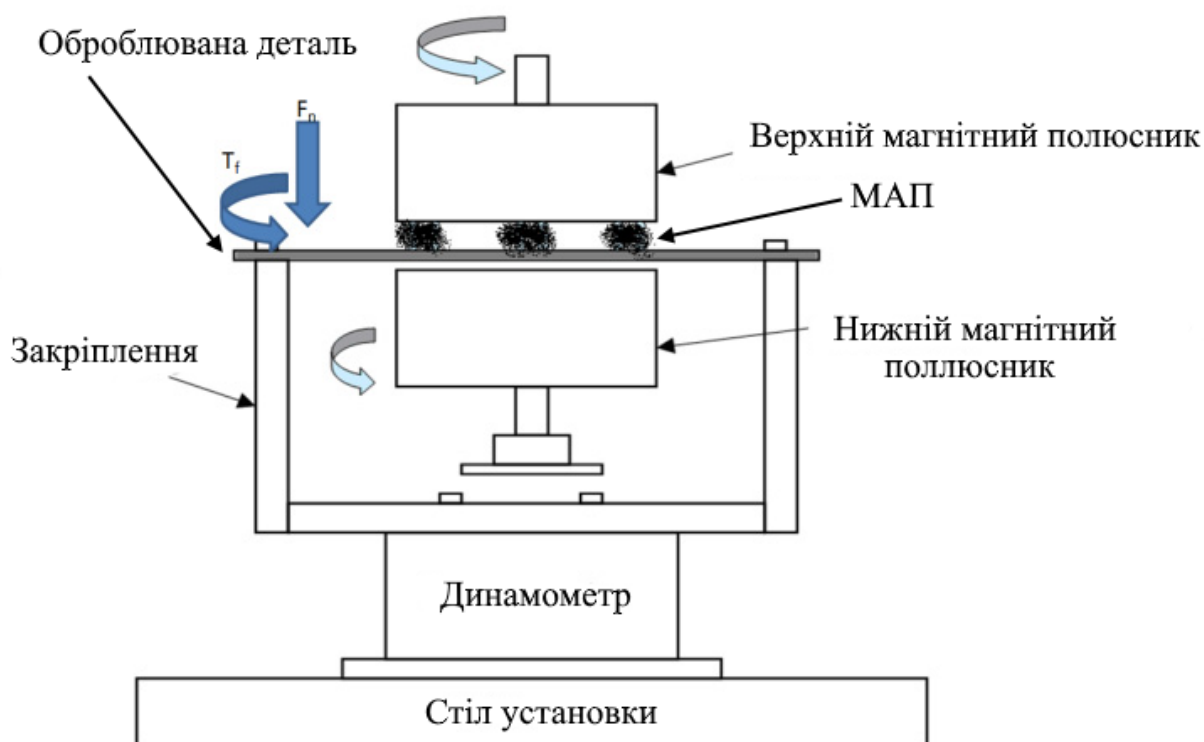 Оброблювана деталь
Fn
Tf
Верхній магнітний полюсник
МАП
Закріплення
Нижній магнітний
поллюсник
Динамометр
Стіл установки